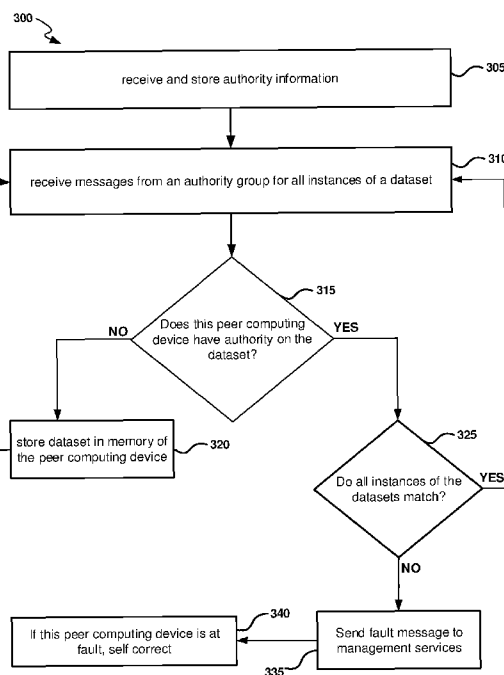 300
receive and store authority information
305
receive messages from an authority group for all instances of a dataset
310
315
Does this peer computing
device have authority on the
dataset?
NO
YES
store dataset in memory of
the peer computing device
320
325
Do all instances of the
datasets match?
YES
NO
If this peer computing device is at
fault, self correct
340
Send fault message to
management services
335